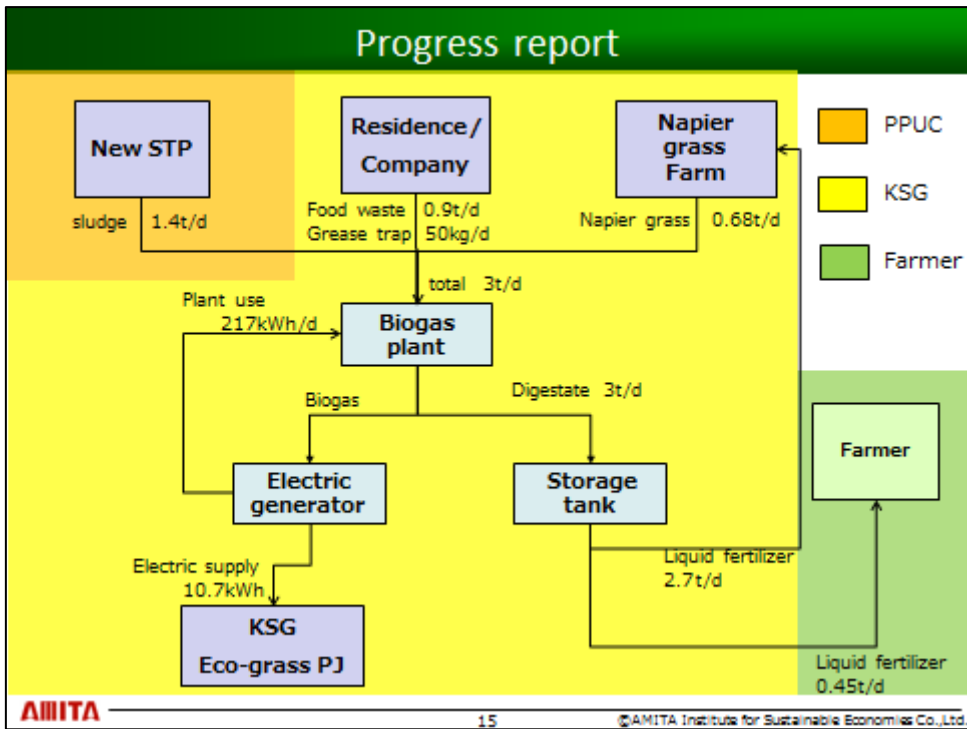 Progress report
New STP
Residence /
Company
Napier
grass
Farm
PPUC
KSG
Farmer
sludge 1.4t/d
Food waste 0.9t/d
Grease trap 50kg/d
Napier grass 0.68t/d
total 3t/d
Plant use
217kWh/d
Biogas
plant
Biogas
Digestate 3t/d
Electric
generator
Storage
tank
Farmer
Electric supply
10.7kWh
Liquid fertilizer
2.7t/d
KSG
Eco-grass PJ
Liquid fertilizer
0.45t/d
AMITA
15
©AMITA Institute for Sustainable Economies Co.,Ltd.